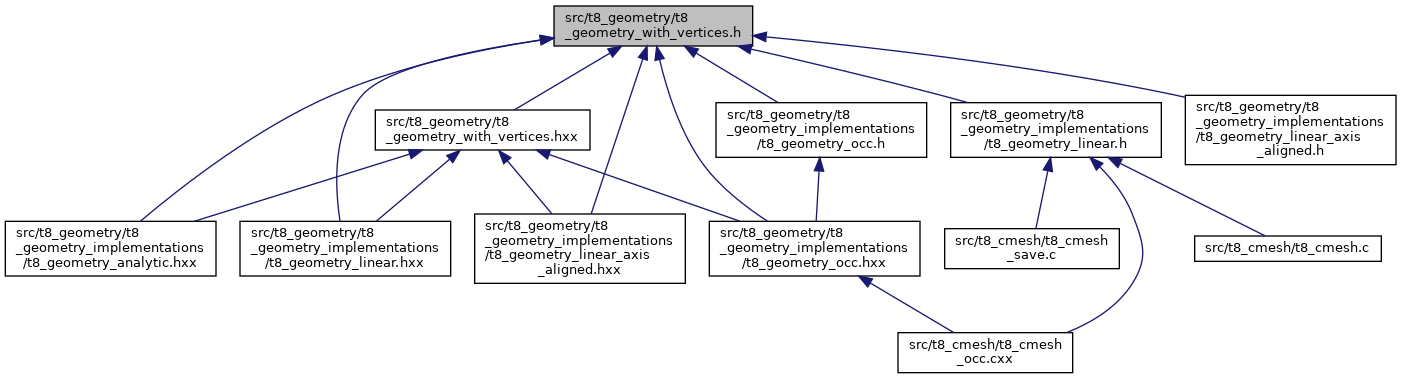 src/t8_geometry/t8
_geometry_with_vertices.h
src/t8_geometry/t8
_geometry_with_vertices.hxx
src/t8_geometry/t8
_geometry_implementations
/t8_geometry_occ.h
src/t8_geometry/t8
_geometry_implementations
/t8_geometry_linear.h
src/t8_geometry/t8
_geometry_implementations
/t8_geometry_linear_axis
_aligned.h
src/t8_geometry/t8
_geometry_implementations
/t8_geometry_analytic.hxx
src/t8_geometry/t8
_geometry_implementations
/t8_geometry_linear.hxx
src/t8_geometry/t8
_geometry_implementations
/t8_geometry_linear_axis
_aligned.hxx
src/t8_geometry/t8
_geometry_implementations
/t8_geometry_occ.hxx
src/t8_cmesh/t8_cmesh
_save.c
src/t8_cmesh/t8_cmesh.c
src/t8_cmesh/t8_cmesh
_occ.cxx